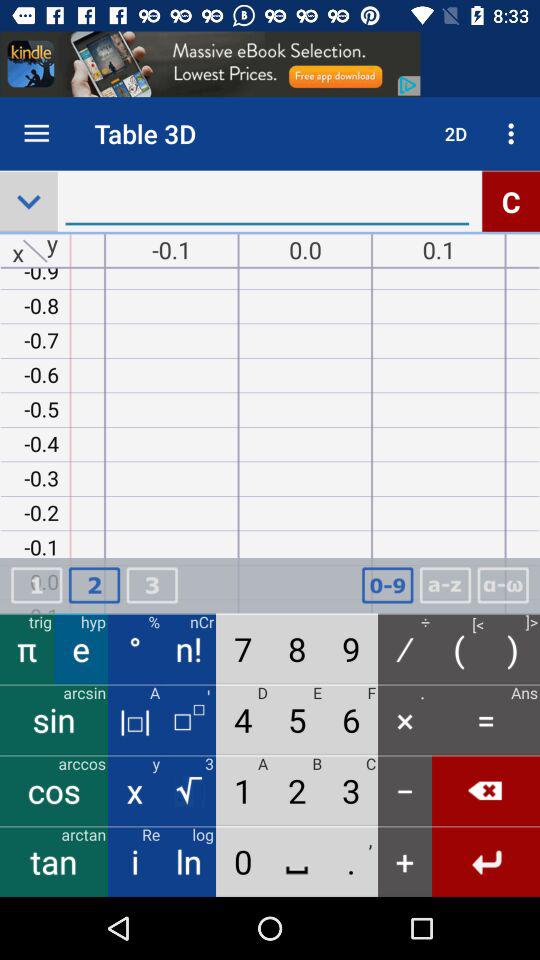 8:33
kindle
Massive eBook Selection.
Lowest Prices.
Free app download
Table 3D
2D
C
x y -0.1 0.0 0.1
-0.9
-0.8
-0.7
-0.6
-0.5
-0.4
-0.3
-0.2
-0.1
0.0
1 2 3 0-9 a-z α-ω
trig hyp % nCr ÷ [< ]>
π e ° n! 7 8 9 / ( )
arcsin A ' D E F . Ans
sin |□| □□ 4 5 6 × =
arccos y 3 A B C
cos x √ 1 2 3 −
arctan Re log ,
tan i ln 0 ⌴ . +